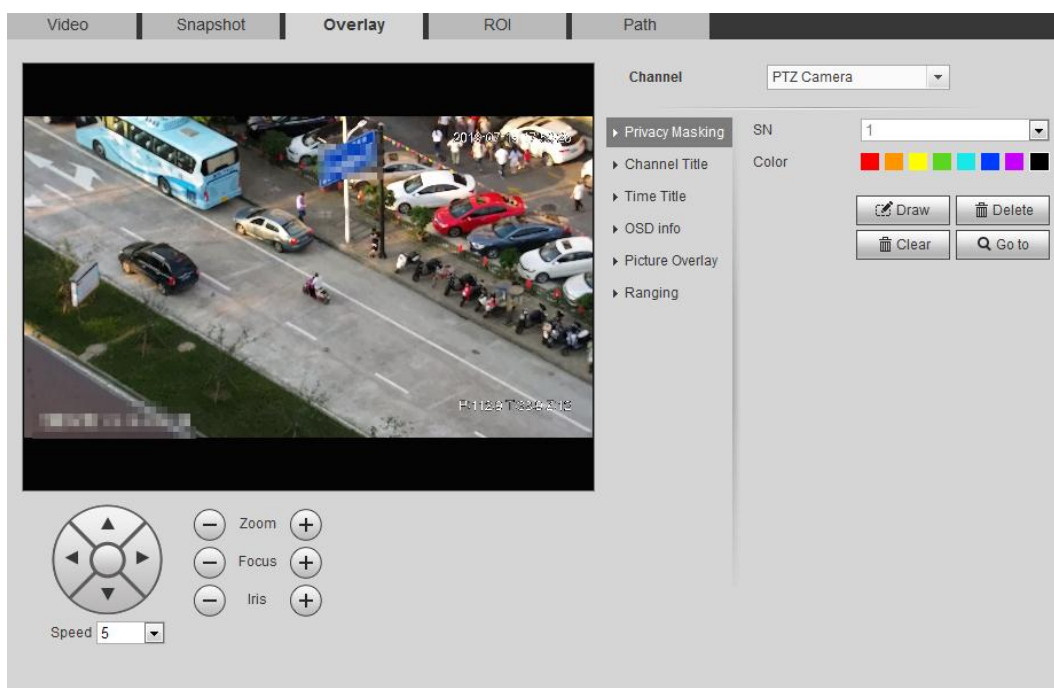 Video Snapshot Overlay ROI Path
Channel PTZ Camera
Privacy Masking
Channel Title
Time Title
OSD info
Picture Overlay
Ranging
SN 1
Color
Draw Delete
Clear Go to
Zoom
Focus
Iris
Speed 5